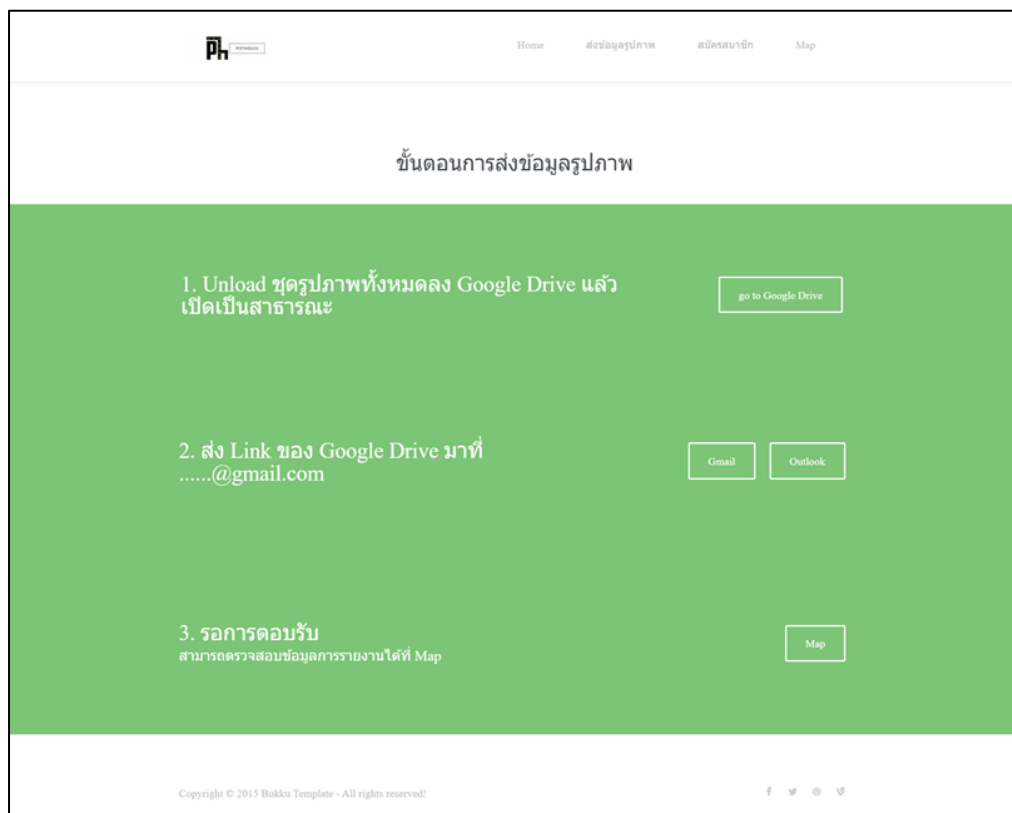 Ph
Home ส่งข้อมูลรูปภาพ สมัครสมาชิก Map
ขั้นตอนการส่งข้อมูลรูปภาพ
1. Unload ชุดรูปภาพทั้งหมดลง Google Drive แล้ว
เปิดเป็นสาธารณะ
go to Google Drive
2. ส่ง Link ของ Google Drive มาที่
......@gmail.com
Gmail Outlook
3. รอการตอบรับ
สามารถตรวจสอบข้อมูลการรายงานได้ที่ Map
Map
Copyright © 2015 Bukku Template - All rights reserved!